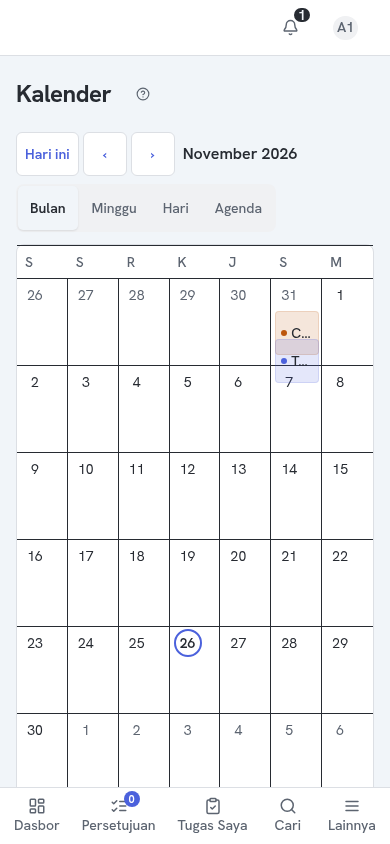 1
A1
Kalender
Hari ini ‹ › November 2026
Bulan Minggu Hari Agenda
S S R K J S M
26 27 28 29 30 31 1
C…
T…
2 3 4 5 6 7 8
9 10 11 12 13 14 15
16 17 18 19 20 21 22
23 24 25 26 27 28 29
30 1 2 3 4 5 6
0
Dasbor Persetujuan Tugas Saya Cari Lainnya